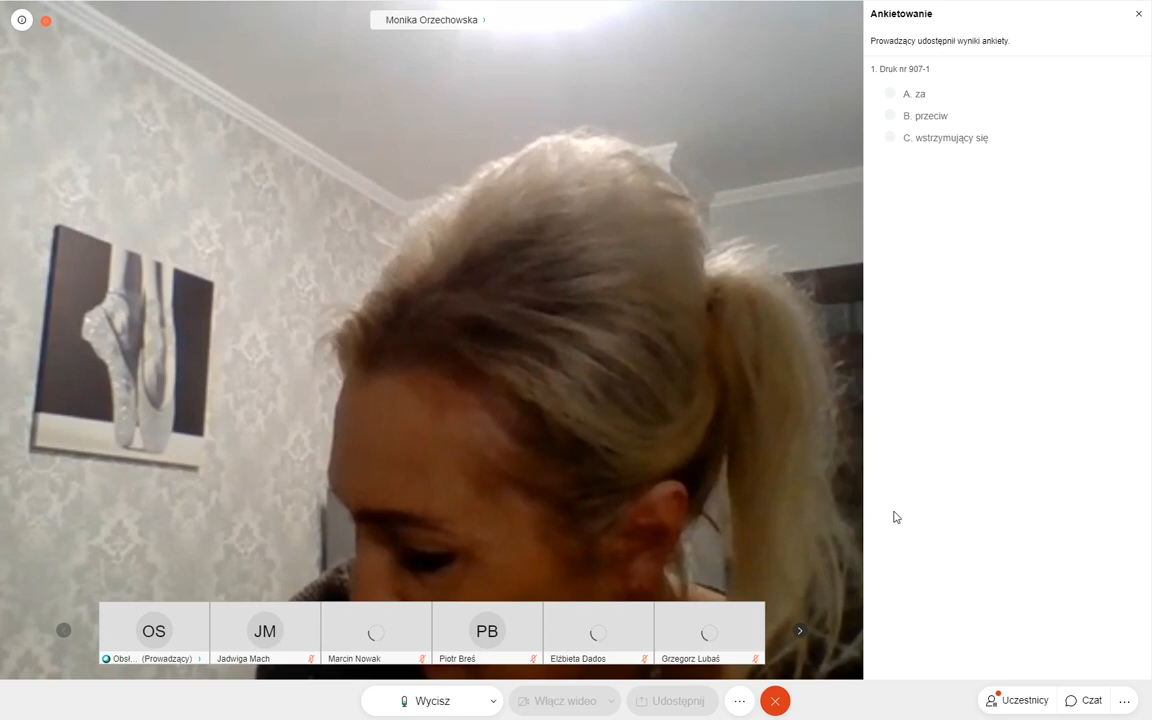 Monika Orzechowska
Ankietowanie
Prowadzący udostępnił wyniki ankiety.
1. Druk nr 907-1
A. za
B. przeciw
C. wstrzymujący się
OS
JM
PB
Obsł... (Prowadzący)
Jadwiga Mach
Marcin Nowak
Piotr Breś
Elżbieta Dados
Grzegorz Lubaś
Wycisz
Włącz wideo
Udostępnij
Uczestnicy
Czat